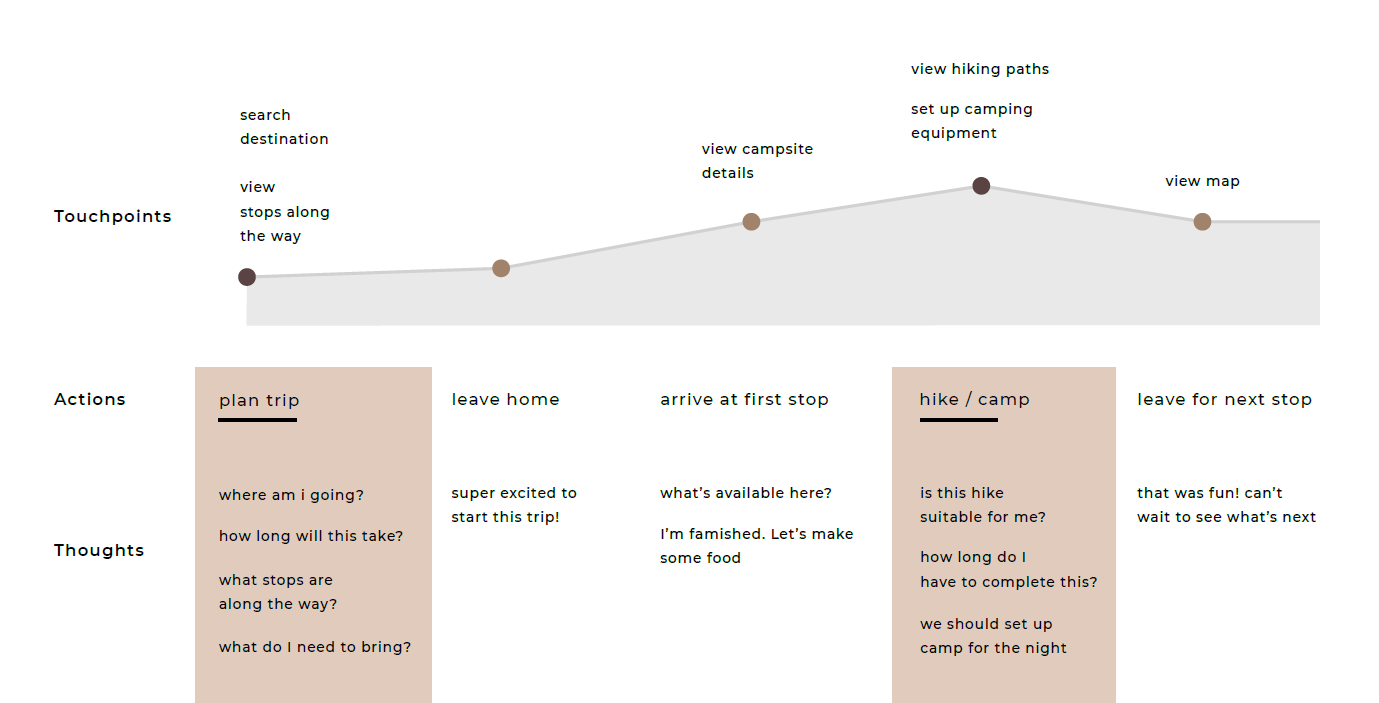 view hiking paths
set up camping
equipment
search
destination
view campsite
details
view
stops along
the way
view map
Touchpoints
Actions
plan trip
leave home
arrive at first stop
hike / camp
leave for next stop
Thoughts
where am i going?
how long will this take?
what stops are
along the way?
what do I need to bring?
super excited to
start this trip!
what’s available here?
I’m famished. Let’s make
some food
is this hike
suitable for me?
how long do I
have to complete this?
we should set up
camp for the night
that was fun! can’t
wait to see what’s next